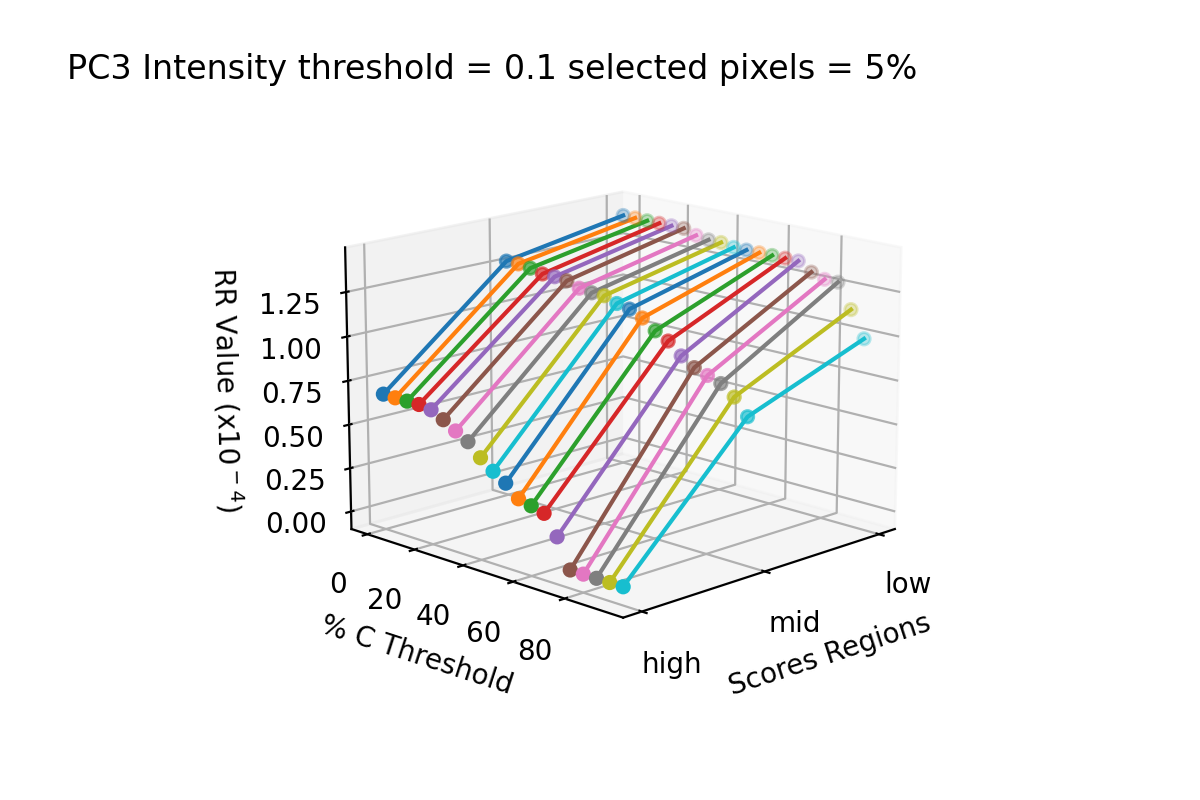 PC3 Intensity threshold = 0.1 selected pixels = 5%
RR Value (x10⁻⁴)
1.25
1.00
0.75
0.50
0.25
0.00
0
20
40
60
80
% C Threshold
high
mid
low
Scores Regions